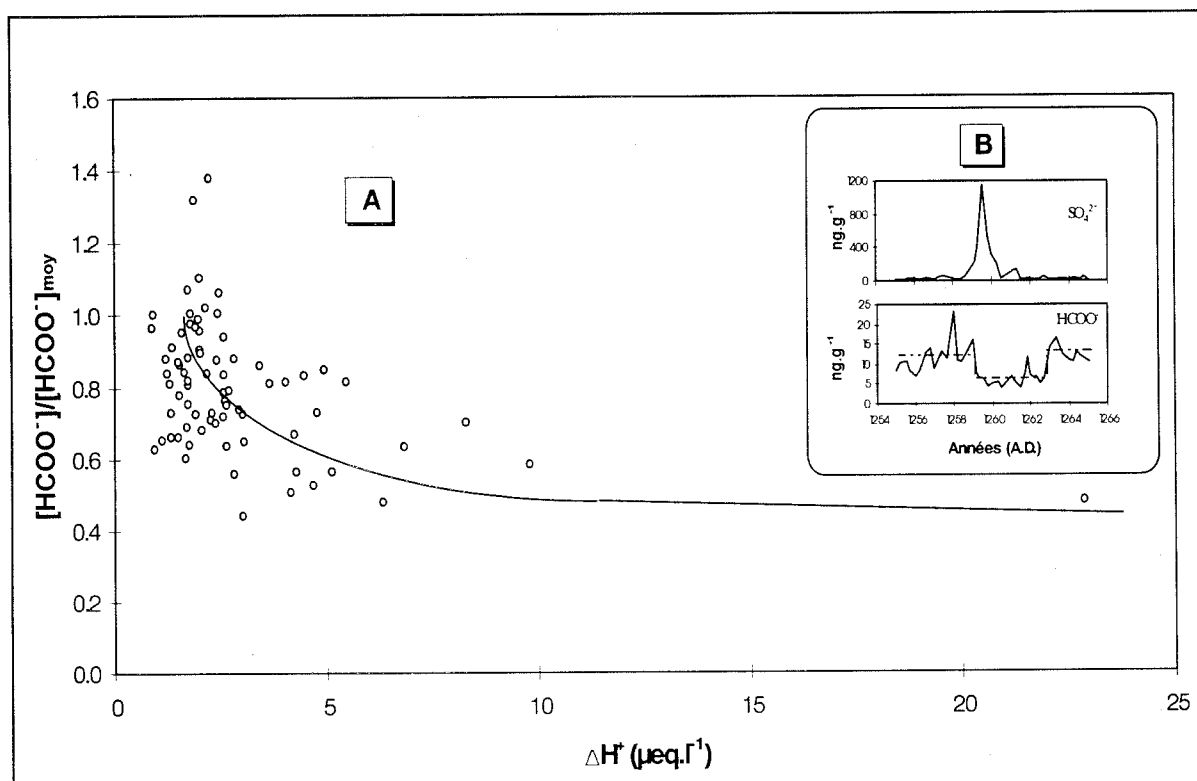 1.6
1.4
1.2
1.0
0.8
0.6
0.4
0.2
0.0
[HCOO⁻]/[HCOO⁻]moy
0 5 10 15 20 25
ΔH⁺ (µeq.l⁻¹)
A
B
1200
800
400
0
ng.g⁻¹
SO₄²⁻
25
20
15
10
5
0
ng.g⁻¹
HCOO⁻
1254 1256 1258 1260 1262 1264 1266
Années (A.D.)